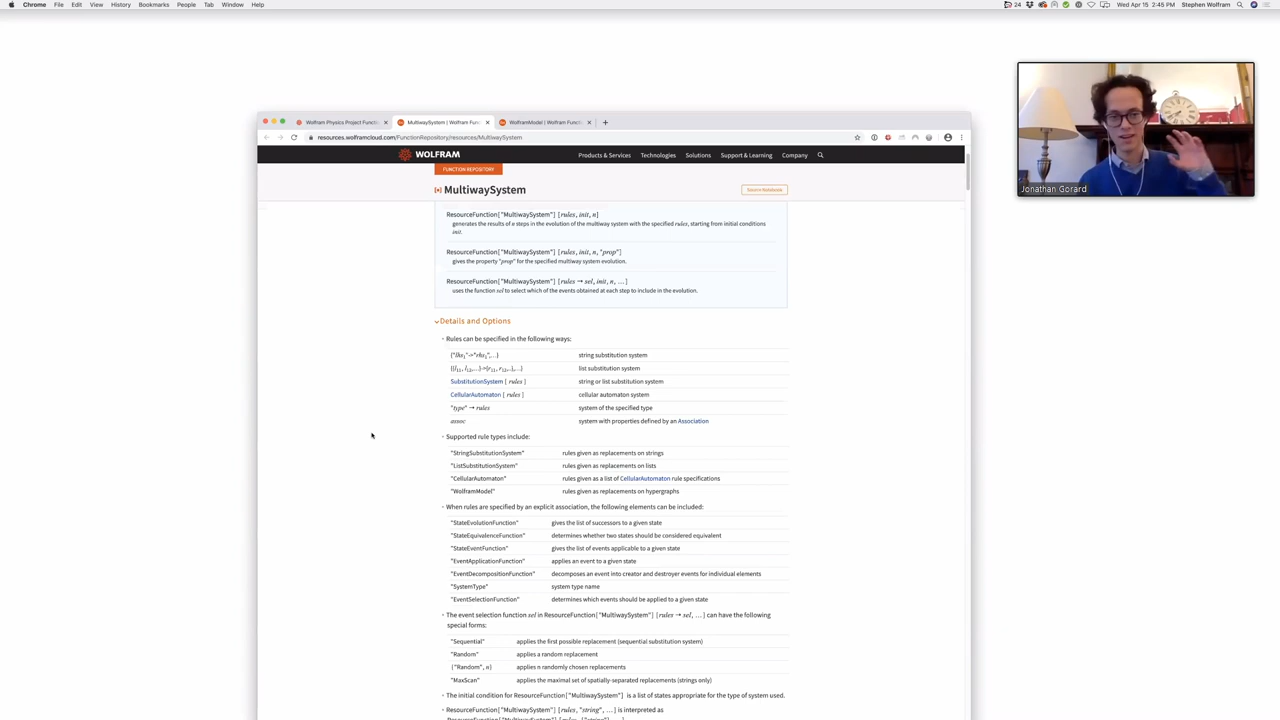 Chrome File Edit View History Bookmarks People Tab Window Help
24 Wed Apr 15 2:45 PM Stephen Wolfram
Jonathan Gorard
Wolfram Physics Project Functi
MultiwaySystem | Wolfram Func
WolframModel | Wolfram Functi
resources.wolframcloud.com/FunctionRepository/resources/MultiwaySystem
WOLFRAM
Products & Services Technologies Solutions Support & Learning Company
FUNCTION REPOSITORY
MultiwaySystem
Source Notebook
ResourceFunction["MultiwaySystem"] [rules, init, n]
generates the results of n steps in the evolution of the multiway system with the specified rules, starting from initial conditions
init.
ResourceFunction["MultiwaySystem"] [rules, init, n, "prop"]
gives the property "prop" for the specified multiway system evolution.
ResourceFunction["MultiwaySystem"] [rules → sel, init, n, …]
uses the function sel to select which of the events obtained at each step to include in the evolution.
Details and Options
Rules can be specified in the following ways:
{"lhs1"->"rhs1",…} string substitution system
{{l11, l12,…}->{r11, r12,..},…} list substitution system
SubstitutionSystem [ rules ] string or list substitution system
CellularAutomaton [ rules ] cellular automaton system
"type" → rules system of the specified type
assoc system with properties defined by an Association
Supported rule types include:
"StringSubstitutionSystem" rules given as replacements on strings
"ListSubstitutionSystem" rules given as replacements on lists
"CellularAutomaton" rules given as a list of CellularAutomaton rule specifications
"WolframModel" rules given as replacements on hypergraphs
When rules are specified by an explicit association, the following elements can be included:
"StateEvolutionFunction" gives the list of successors to a given state
"StateEquivalenceFunction" determines whether two states should be considered equivalent
"StateEventFunction" gives the list of events applicable to a given state
"EventApplicationFunction" applies an event to a given state
"EventDecompositionFunction" decomposes an event into creator and destroyer events for individual elements
"SystemType" system type name
"EventSelectionFunction" determines which events should be applied to a given state
The event selection function sel in ResourceFunction["MultiwaySystem"] [rules → sel, …] can have the following
special forms:
"Sequential" applies the first possible replacement (sequential substitution system)
"Random" applies a random replacement
{"Random", n} applies n randomly chosen replacements
"MaxScan" applies the maximal set of spatially-separated replacements (strings only)
The initial condition for ResourceFunction["MultiwaySystem"] is a list of states appropriate for the type of system used.
ResourceFunction["MultiwaySystem"] [rules, "string", …] is interpreted as